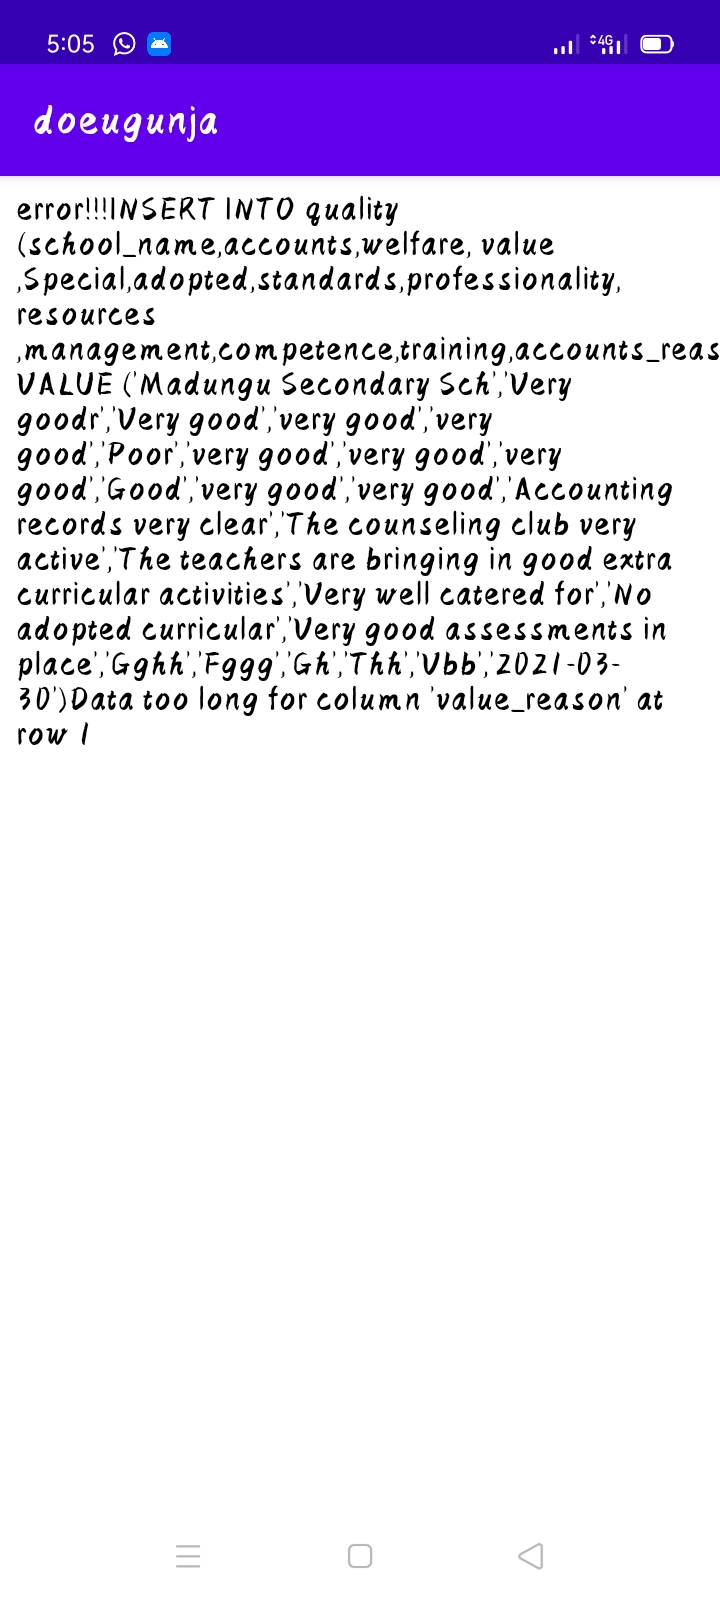 5:05
4G
doeugunja
error!!!INSERT INTO quality
(school_name,accounts,welfare, value
,Special,adopted,standards,professionality,
resources
,management,competence,training,accounts_reas
VALUE ('Madungu Secondary Sch','Very
goodr','Very good','very good','very
good','Poor','very good','very good','very
good','Good','very good','very good','Accounting
records very clear','The counseling club very
active','The teachers are bringing in good extra
curricular activities','Very well catered for','No
adopted curricular','Very good assessments in
place','Gghh','Fggg','Gh','Thh','Vbb','2021-03-
30')Data too long for column 'value_reason' at
row 1